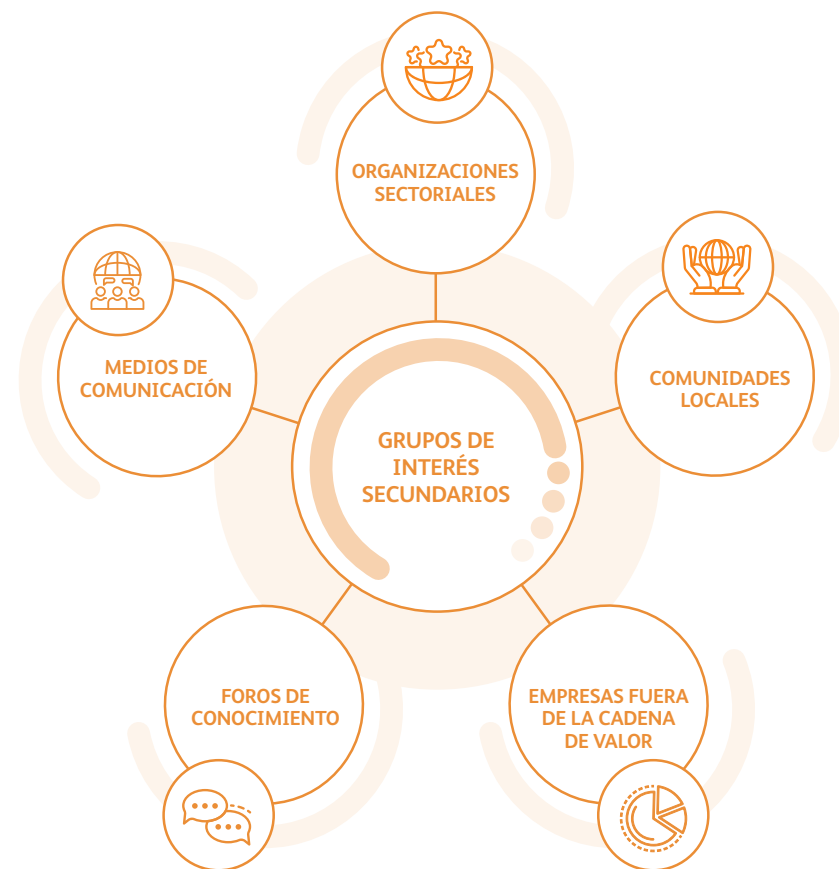 ORGANIZACIONES
SECTORIALES
MEDIOS DE
COMUNICACIÓN
COMUNIDADES
LOCALES
GRUPOS DE
INTERÉS
SECUNDARIOS
FOROS DE
CONOCIMIENTO
EMPRESAS FUERA
DE LA CADENA
DE VALOR